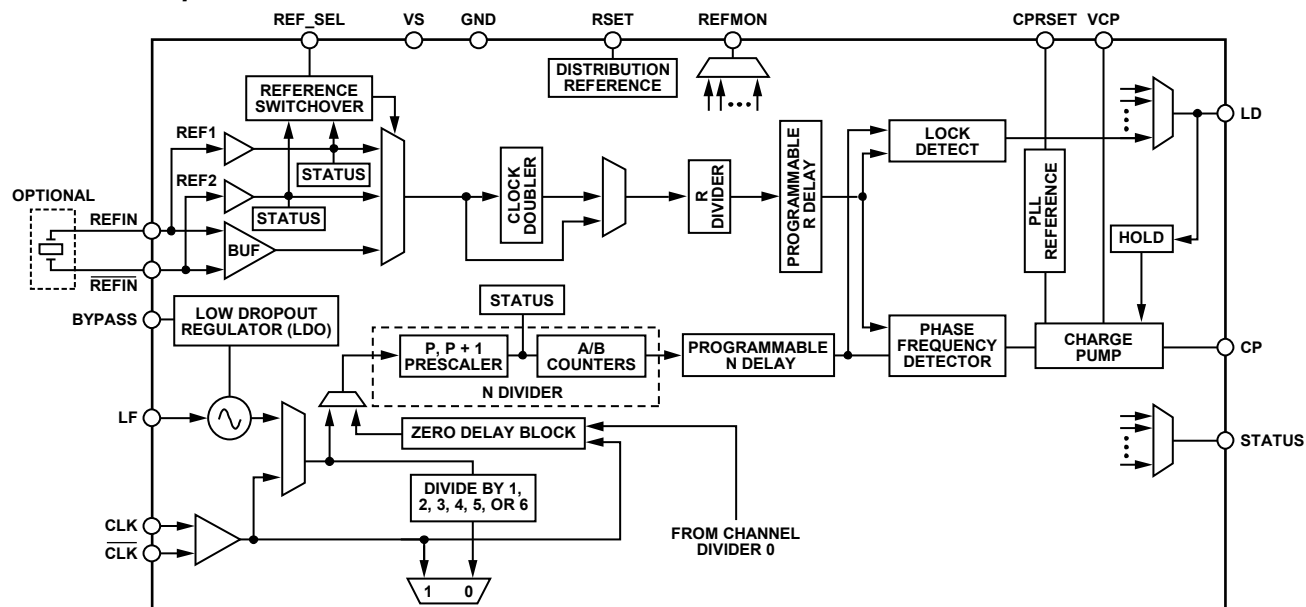 REF_SEL
VS
GND
RSET
REFMON
CPRSET
VCP
DISTRIBUTION
REFERENCE
REFERENCE
SWITCHOVER
LD
REF1
LOCK
DETECT
STATUS
REF2
CLOCK
DOUBLER
R
DIVIDER
PROGRAMMABLE
R DELAY
PLL
REFERENCE
OPTIONAL
STATUS
REFIN
HOLD
BUF
REFIN
STATUS
BYPASS
LOW DROPOUT
REGULATOR (LDO)
P, P + 1
PRESCALER
A/B
COUNTERS
PROGRAMMABLE
N DELAY
PHASE
FREQUENCY
DETECTOR
CHARGE
PUMP
CP
N DIVIDER
LF
ZERO DELAY BLOCK
STATUS
DIVIDE BY 1,
2, 3, 4, 5, OR 6
CLK
FROM CHANNEL
DIVIDER 0
CLK
1 0